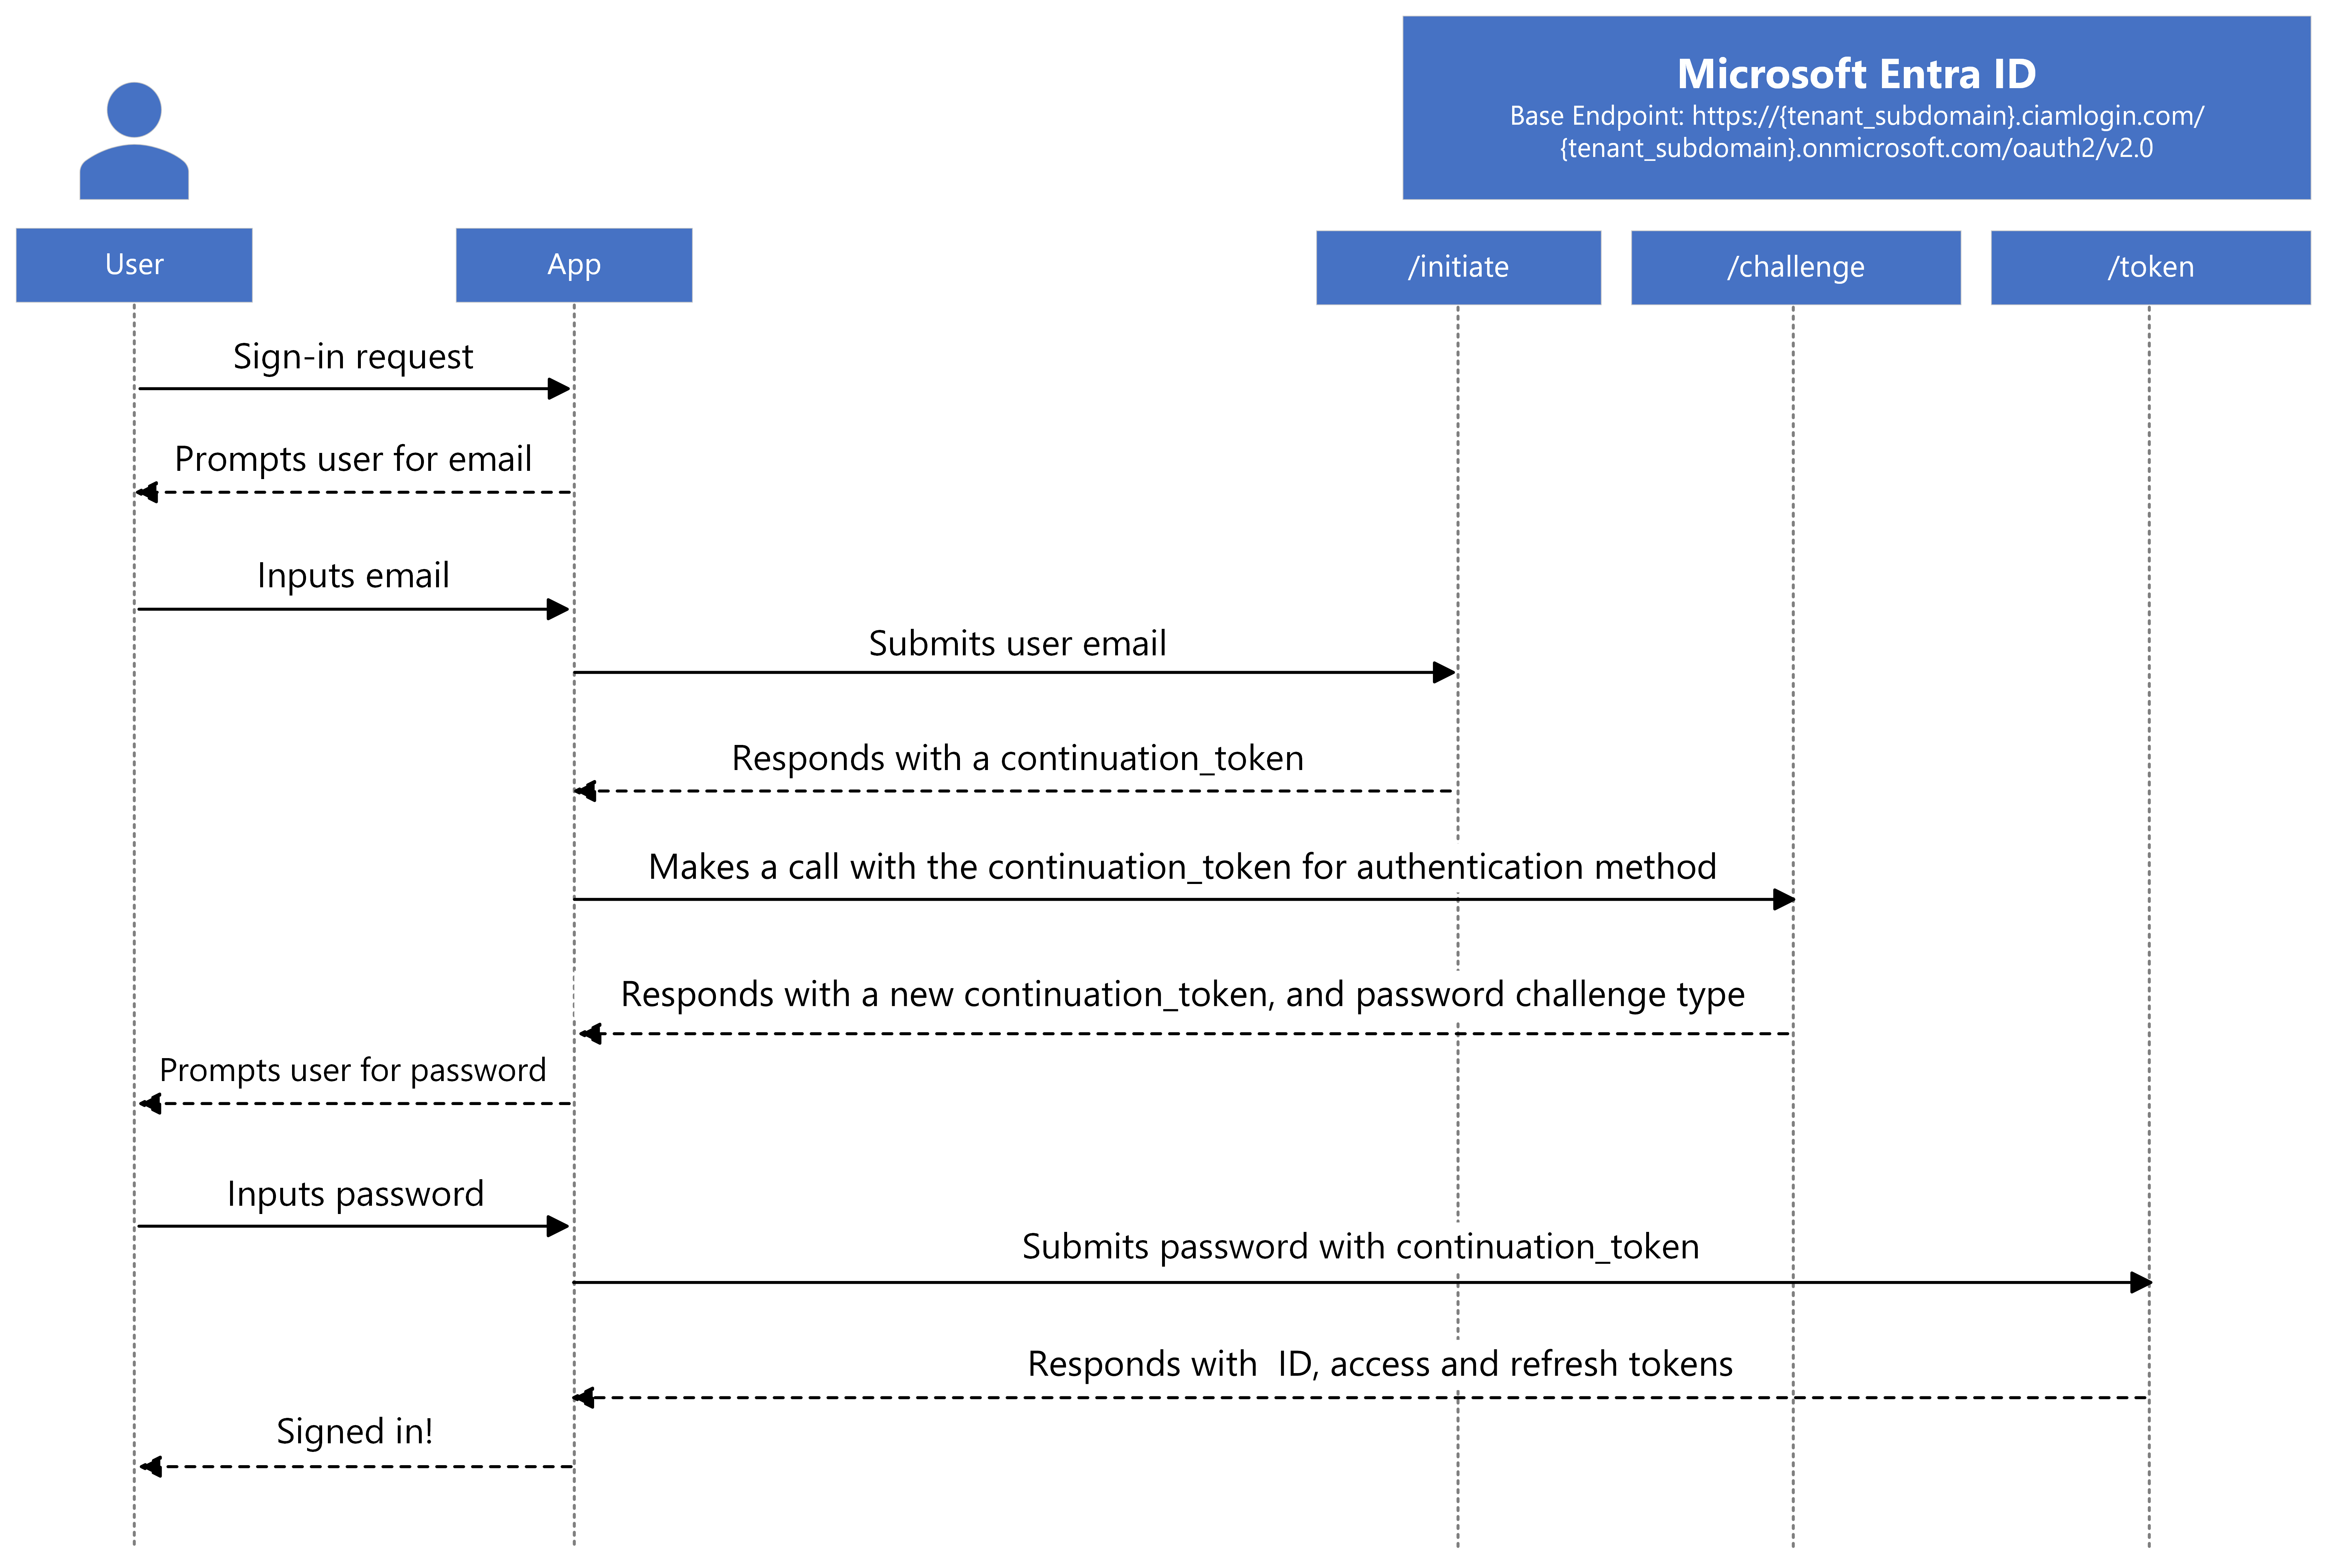 Microsoft Entra ID
Base Endpoint: https://{tenant_subdomain}.ciamlogin.com/
{tenant_subdomain}.onmicrosoft.com/oauth2/v2.0
User
App
/initiate
/challenge
/token
Sign-in request
Prompts user for email
Inputs email
Submits user email
Responds with a continuation_token
Makes a call with the continuation_token for authentication method
Responds with a new continuation_token, and password challenge type
Prompts user for password
Inputs password
Submits password with continuation_token
Responds with  ID, access and refresh tokens
Signed in!